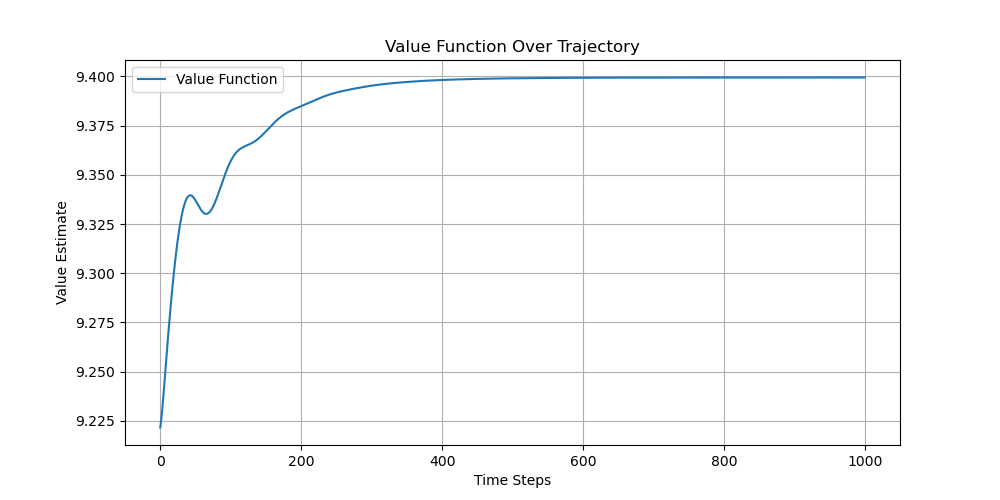 Value Function Over Trajectory
Value Function
Value Estimate
9.400
9.375
9.350
9.325
9.300
9.275
9.250
9.225
0 200 400 600 800 1000
Time Steps